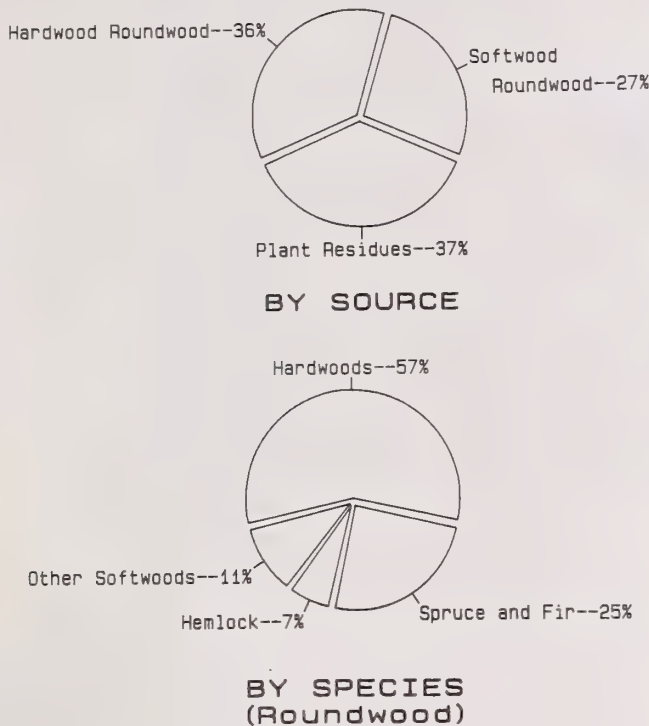 Hardwood Roundwood--36%
Softwood
Roundwood--27%
Plant Residues--37%
BY SOURCE
Hardwoods--57%
Other Softwoods--11%
Hemlock--7%
Spruce and Fir--25%
BY SPECIES
(Roundwood)